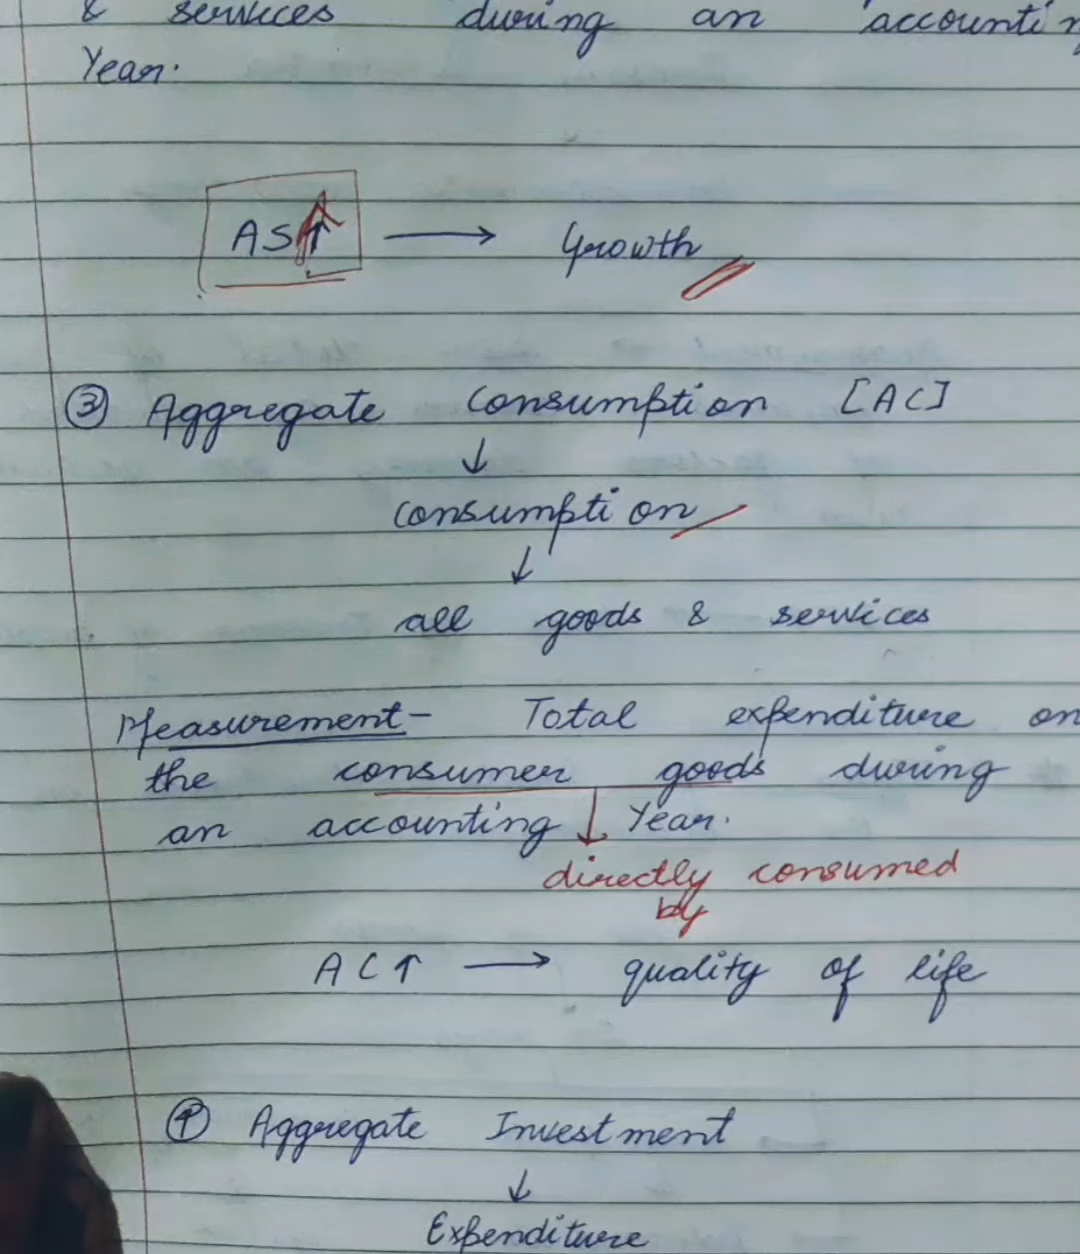 & services during an
Year.
AS↑ → Growth
③ Aggregate Consumption [AC]
↓
Consumption
↓
all goods & services
Measurement- Total expenditure on
the consumer goods during
an accounting ↓ Year.
directly consumed
by
AC↑ → quality of life
④ Aggregate Investment
↓
Expenditure